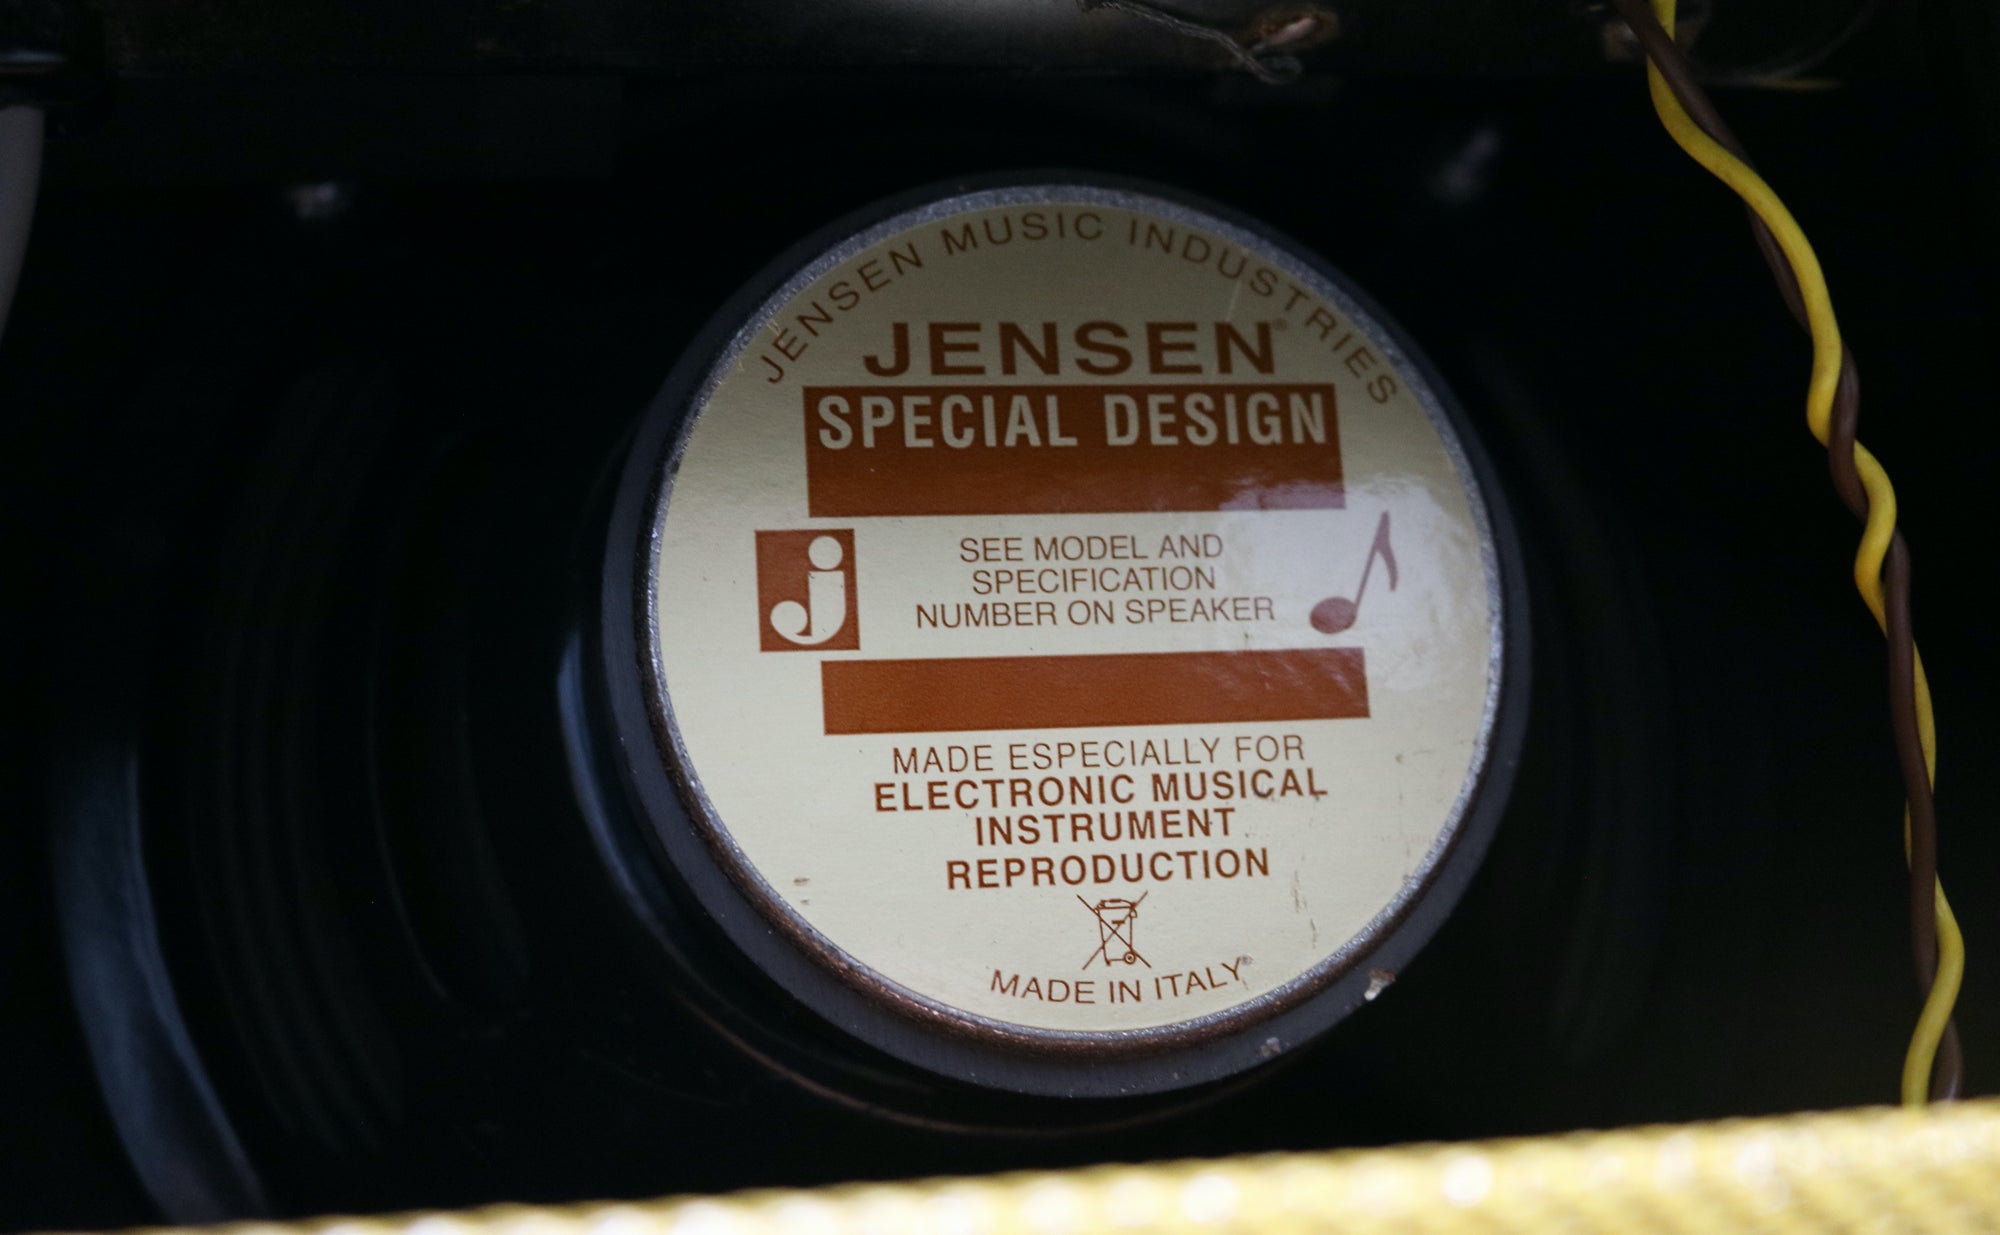 JENSEN MUSIC INDUSTRIES
JENSEN®
SPECIAL DESIGN
j
SEE MODEL AND
SPECIFICATION
NUMBER ON SPEAKER
MADE ESPECIALLY FOR
ELECTRONIC MUSICAL
INSTRUMENT
REPRODUCTION
MADE IN ITALY®